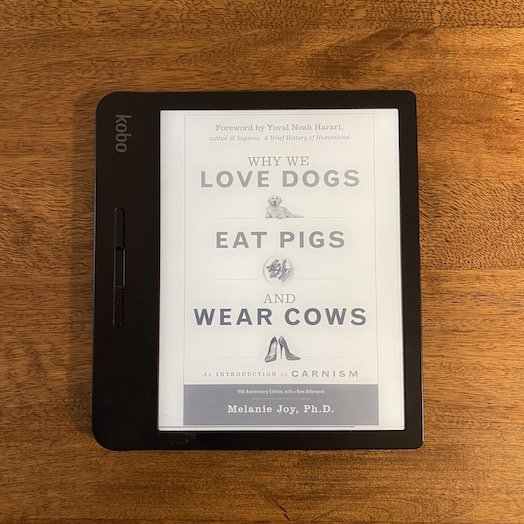 kobo
Foreword by Yuval Noah Harari,
author of Sapiens: A Brief History of Humankind
WHY WE
LOVE DOGS
EAT PIGS
AND
WEAR COWS
An INTRODUCTION to CARNISM
10th Anniversary Edition, with a New Afterword
Melanie Joy, Ph.D.